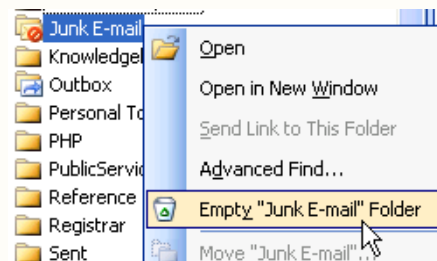 Junk E-mail
Knowledgel
Outbox
Personal To
PHP
PublicServic
Reference
Registrar
Sent
Open
Open in New Window
Send Link to This Folder
Advanced Find...
Empty "Junk E-mail" Folder
Move "Junk E-mail"...